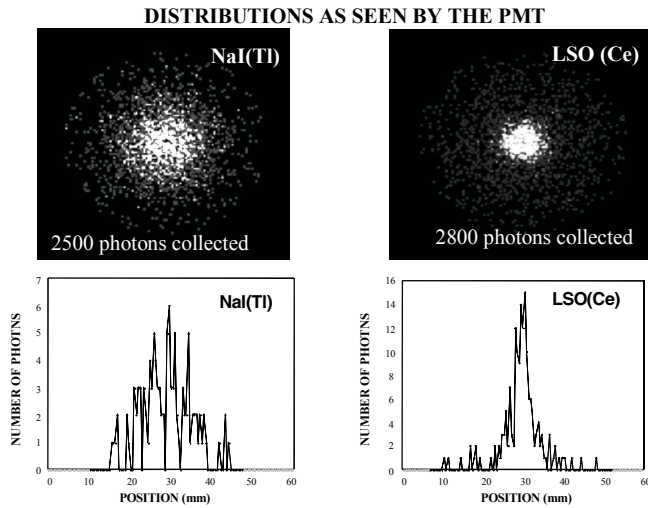 DISTRIBUTIONS AS SEEN BY THE PMT
NaI(Tl)
2500 photons collected
LSO (Ce)
2800 photons collected
NUMBER OF PHOTNS
7
6
5
4
3
2
1
0
NaI(Tl)
0 10 20 30 40 50 60
POSITION (mm)
NUMBER OF PHOTNS
16
14
12
10
8
6
4
2
0
LSO(Ce)
0 10 20 30 40 50 60
POSITION (mm)